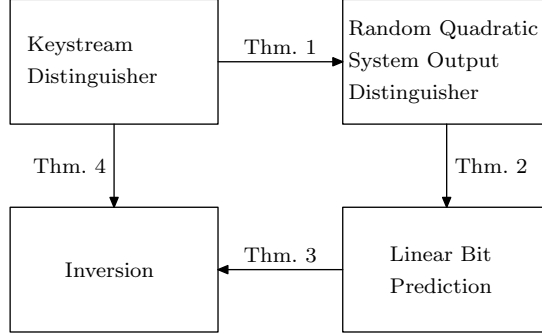 Keystream
Distinguisher
Thm. 1
Random Quadratic
System Output
Distinguisher
Thm. 4
Thm. 2
Inversion
Thm. 3
Linear Bit
Prediction